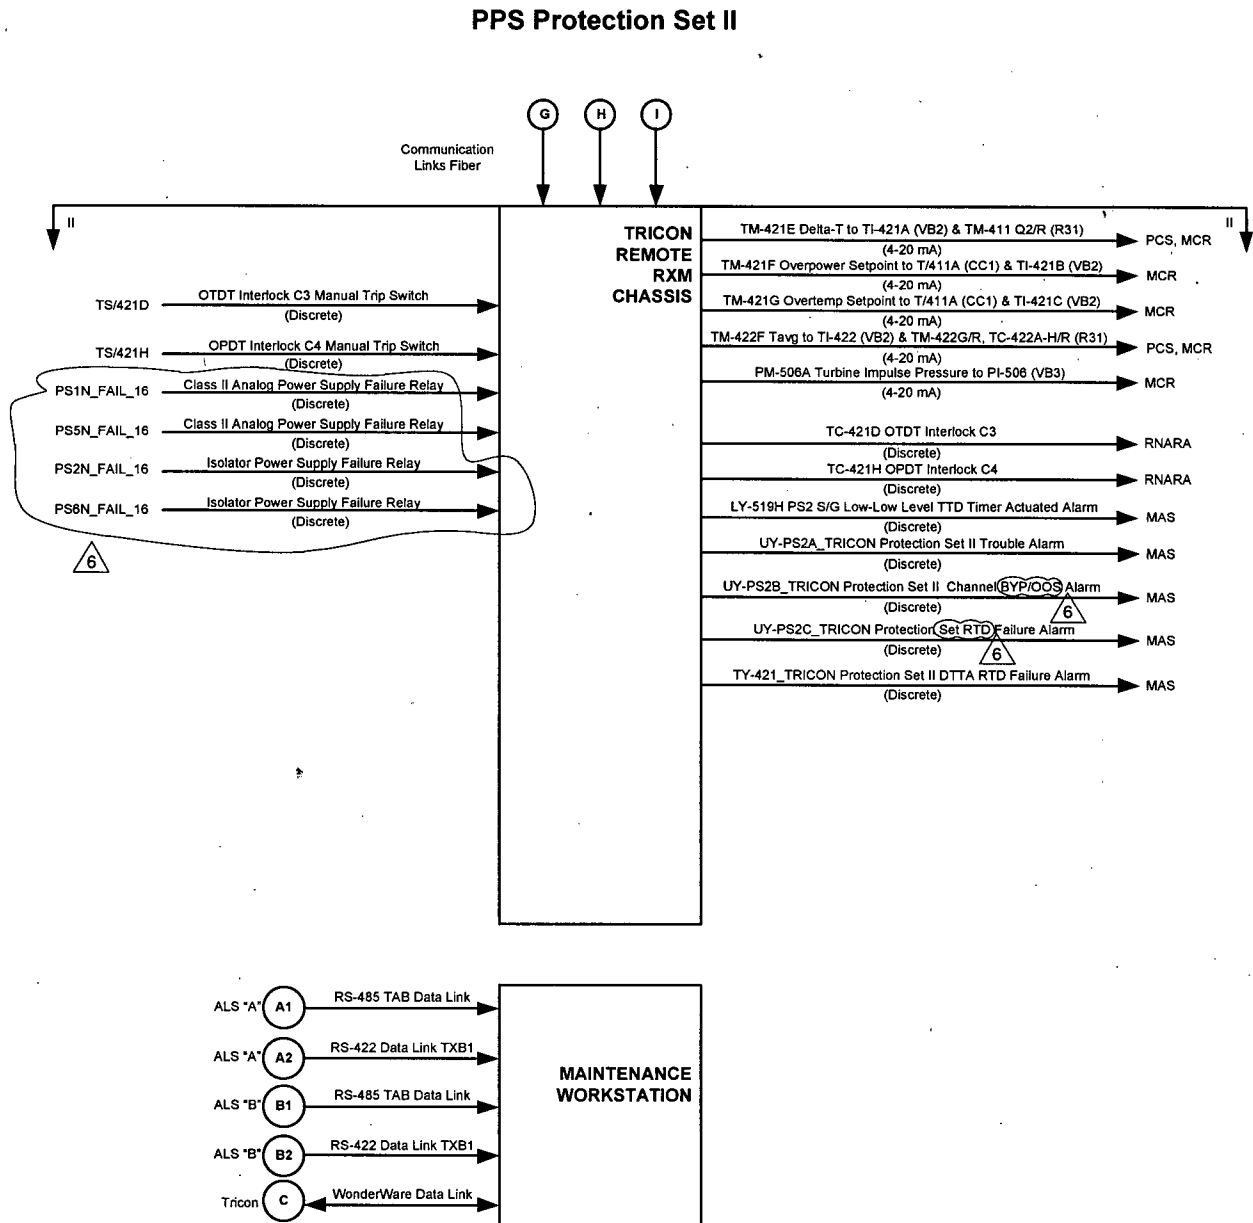 PPS Protection Set II
G H I
Communication
Links Fiber
II
II
TRICON
REMOTE
RXM
CHASSIS
TS/421D
OTDT Interlock C3 Manual Trip Switch
(Discrete)
TS/421H
OPDT Interlock C4 Manual Trip Switch
(Discrete)
PS1N_FAIL_16
Class II Analog Power Supply Failure Relay
(Discrete)
PS5N_FAIL_16
Class II Analog Power Supply Failure Relay
(Discrete)
PS2N_FAIL_16
Isolator Power Supply Failure Relay
(Discrete)
PS6N_FAIL_16
Isolator Power Supply Failure Relay
(Discrete)
6
TM-421E Delta-T to TI-421A (VB2) & TM-411 Q2/R (R31)
(4-20 mA)
PCS, MCR
TM-421F Overpower Setpoint to T/411A (CC1) & TI-421B (VB2)
(4-20 mA)
MCR
TM-421G Overtemp Setpoint to T/411A (CC1) & TI-421C (VB2)
(4-20 mA)
MCR
TM-422F Tavg to TI-422 (VB2) & TM-422G/R, TC-422A-H/R (R31)
(4-20 mA)
PCS, MCR
PM-506A Turbine Impulse Pressure to PI-506 (VB3)
(4-20 mA)
MCR
TC-421D OTDT Interlock C3
(Discrete)
RNARA
TC-421H OPDT Interlock C4
(Discrete)
RNARA
LY-519H PS2 S/G Low-Low Level TTD Timer Actuated Alarm
(Discrete)
MAS
UY-PS2A_TRICON Protection Set II Trouble Alarm
(Discrete)
MAS
UY-PS2B_TRICON Protection Set II Channel BYP/OOS Alarm
(Discrete)
MAS
6
UY-PS2C_TRICON Protection Set RTD Failure Alarm
(Discrete)
MAS
6
TY-421_TRICON Protection Set II DTTA RTD Failure Alarm
(Discrete)
MAS
ALS "A" A1 RS-485 TAB Data Link
ALS "A" A2 RS-422 Data Link TXB1
ALS "B" B1 RS-485 TAB Data Link
ALS "B" B2 RS-422 Data Link TXB1
Tricon C WonderWare Data Link
MAINTENANCE
WORKSTATION